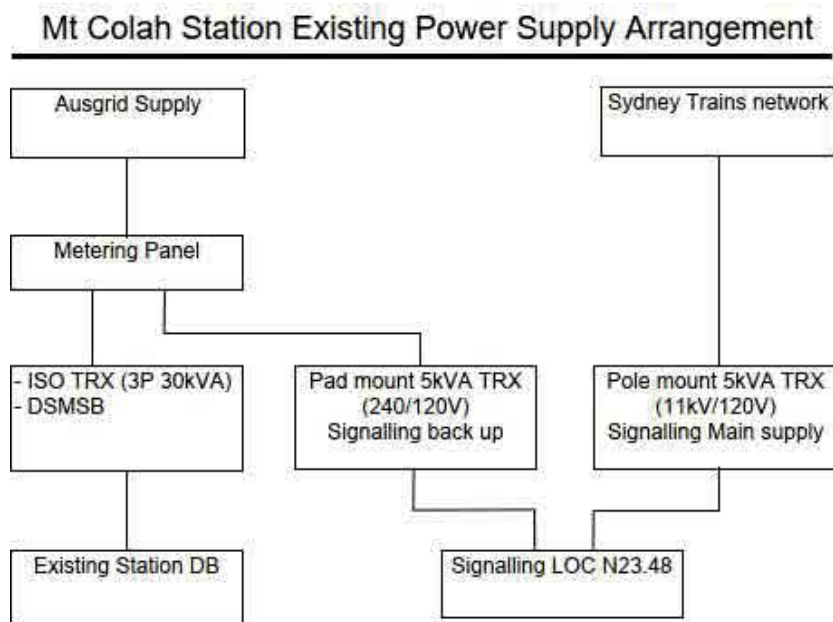 Mt Colah Station Existing Power Supply Arrangement
Ausgrid Supply
Sydney Trains network
Metering Panel
- ISO TRX (3P 30kVA)
- DSMSB
Pad mount 5kVA TRX
(240/120V)
Signalling back up
Pole mount 5kVA TRX
(11kV/120V)
Signalling Main supply
Existing Station DB
Signalling LOC N23.48